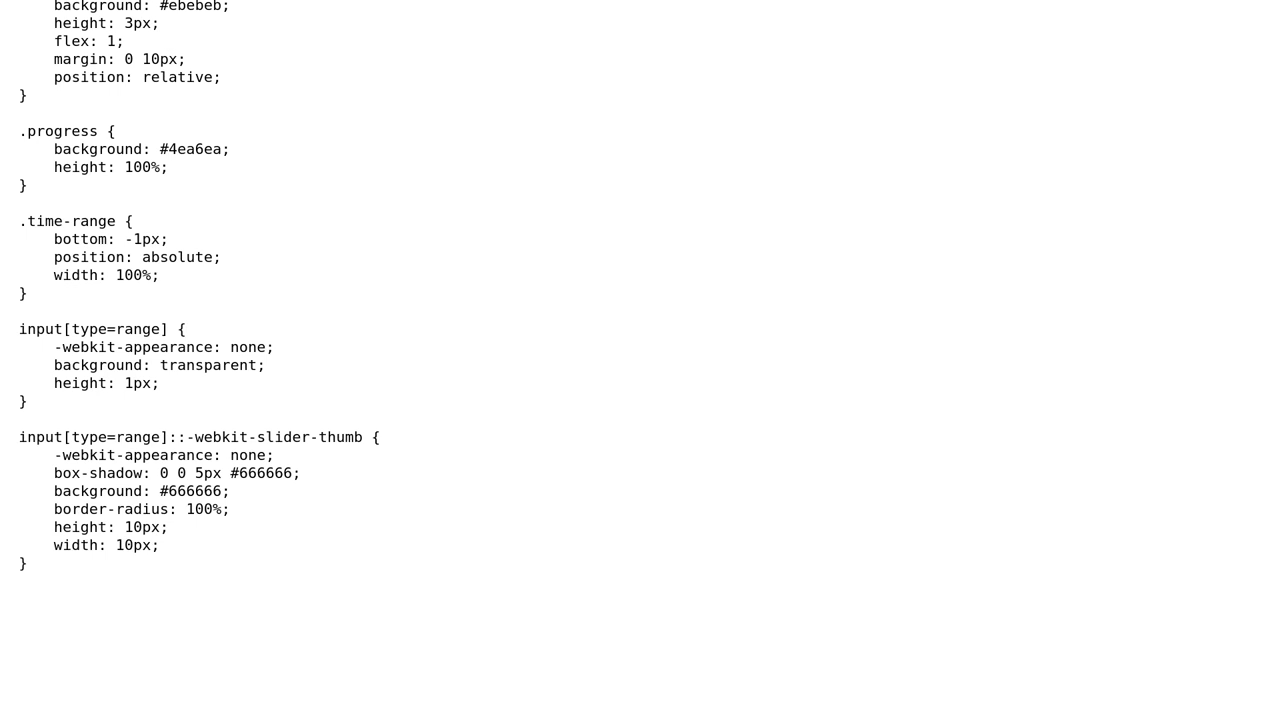 background: #ebebeb;
    height: 3px;
    flex: 1;
    margin: 0 10px;
    position: relative;
}

.progress {
    background: #4ea6ea;
    height: 100%;
}

.time-range {
    bottom: -1px;
    position: absolute;
    width: 100%;
}

input[type=range] {
    -webkit-appearance: none;
    background: transparent;
    height: 1px;
}

input[type=range]::-webkit-slider-thumb {
    -webkit-appearance: none;
    box-shadow: 0 0 5px #666666;
    background: #666666;
    border-radius: 100%;
    height: 10px;
    width: 10px;
}